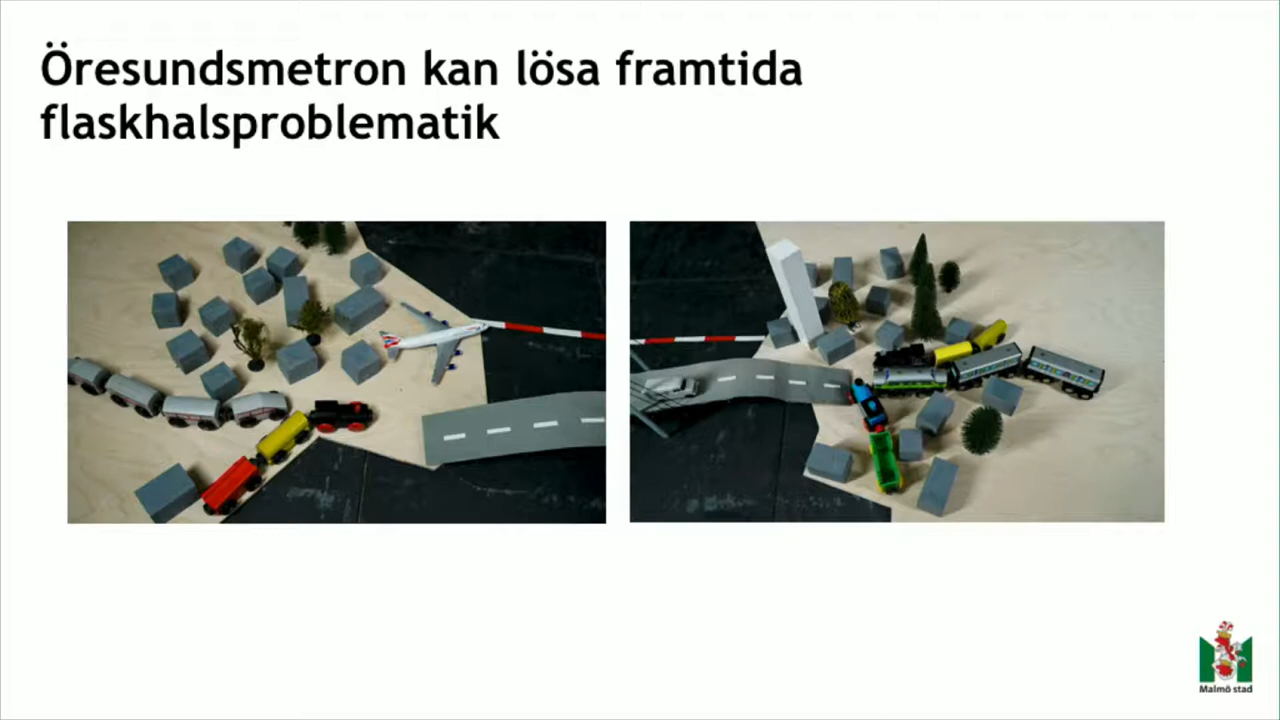 Öresundsmetron kan lösa framtida
flaskhalsproblematik
Malmö stad